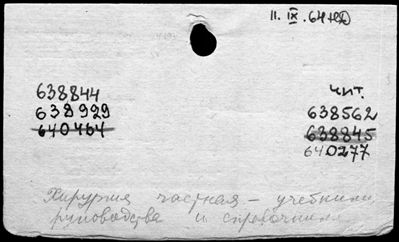 11. IX. 64
638844
638929
640464
чит.
638562
638845
640277
Хирургия частная – учебники,
руководства и справочники